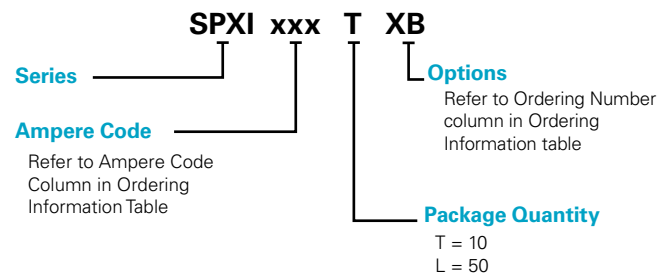 SPXI xxx T XB
Series
Ampere Code
Refer to Ampere Code
Column in Ordering
Information Table
Options
Refer to Ordering Number
column in Ordering
Information table
Package Quantity
T = 10
L = 50